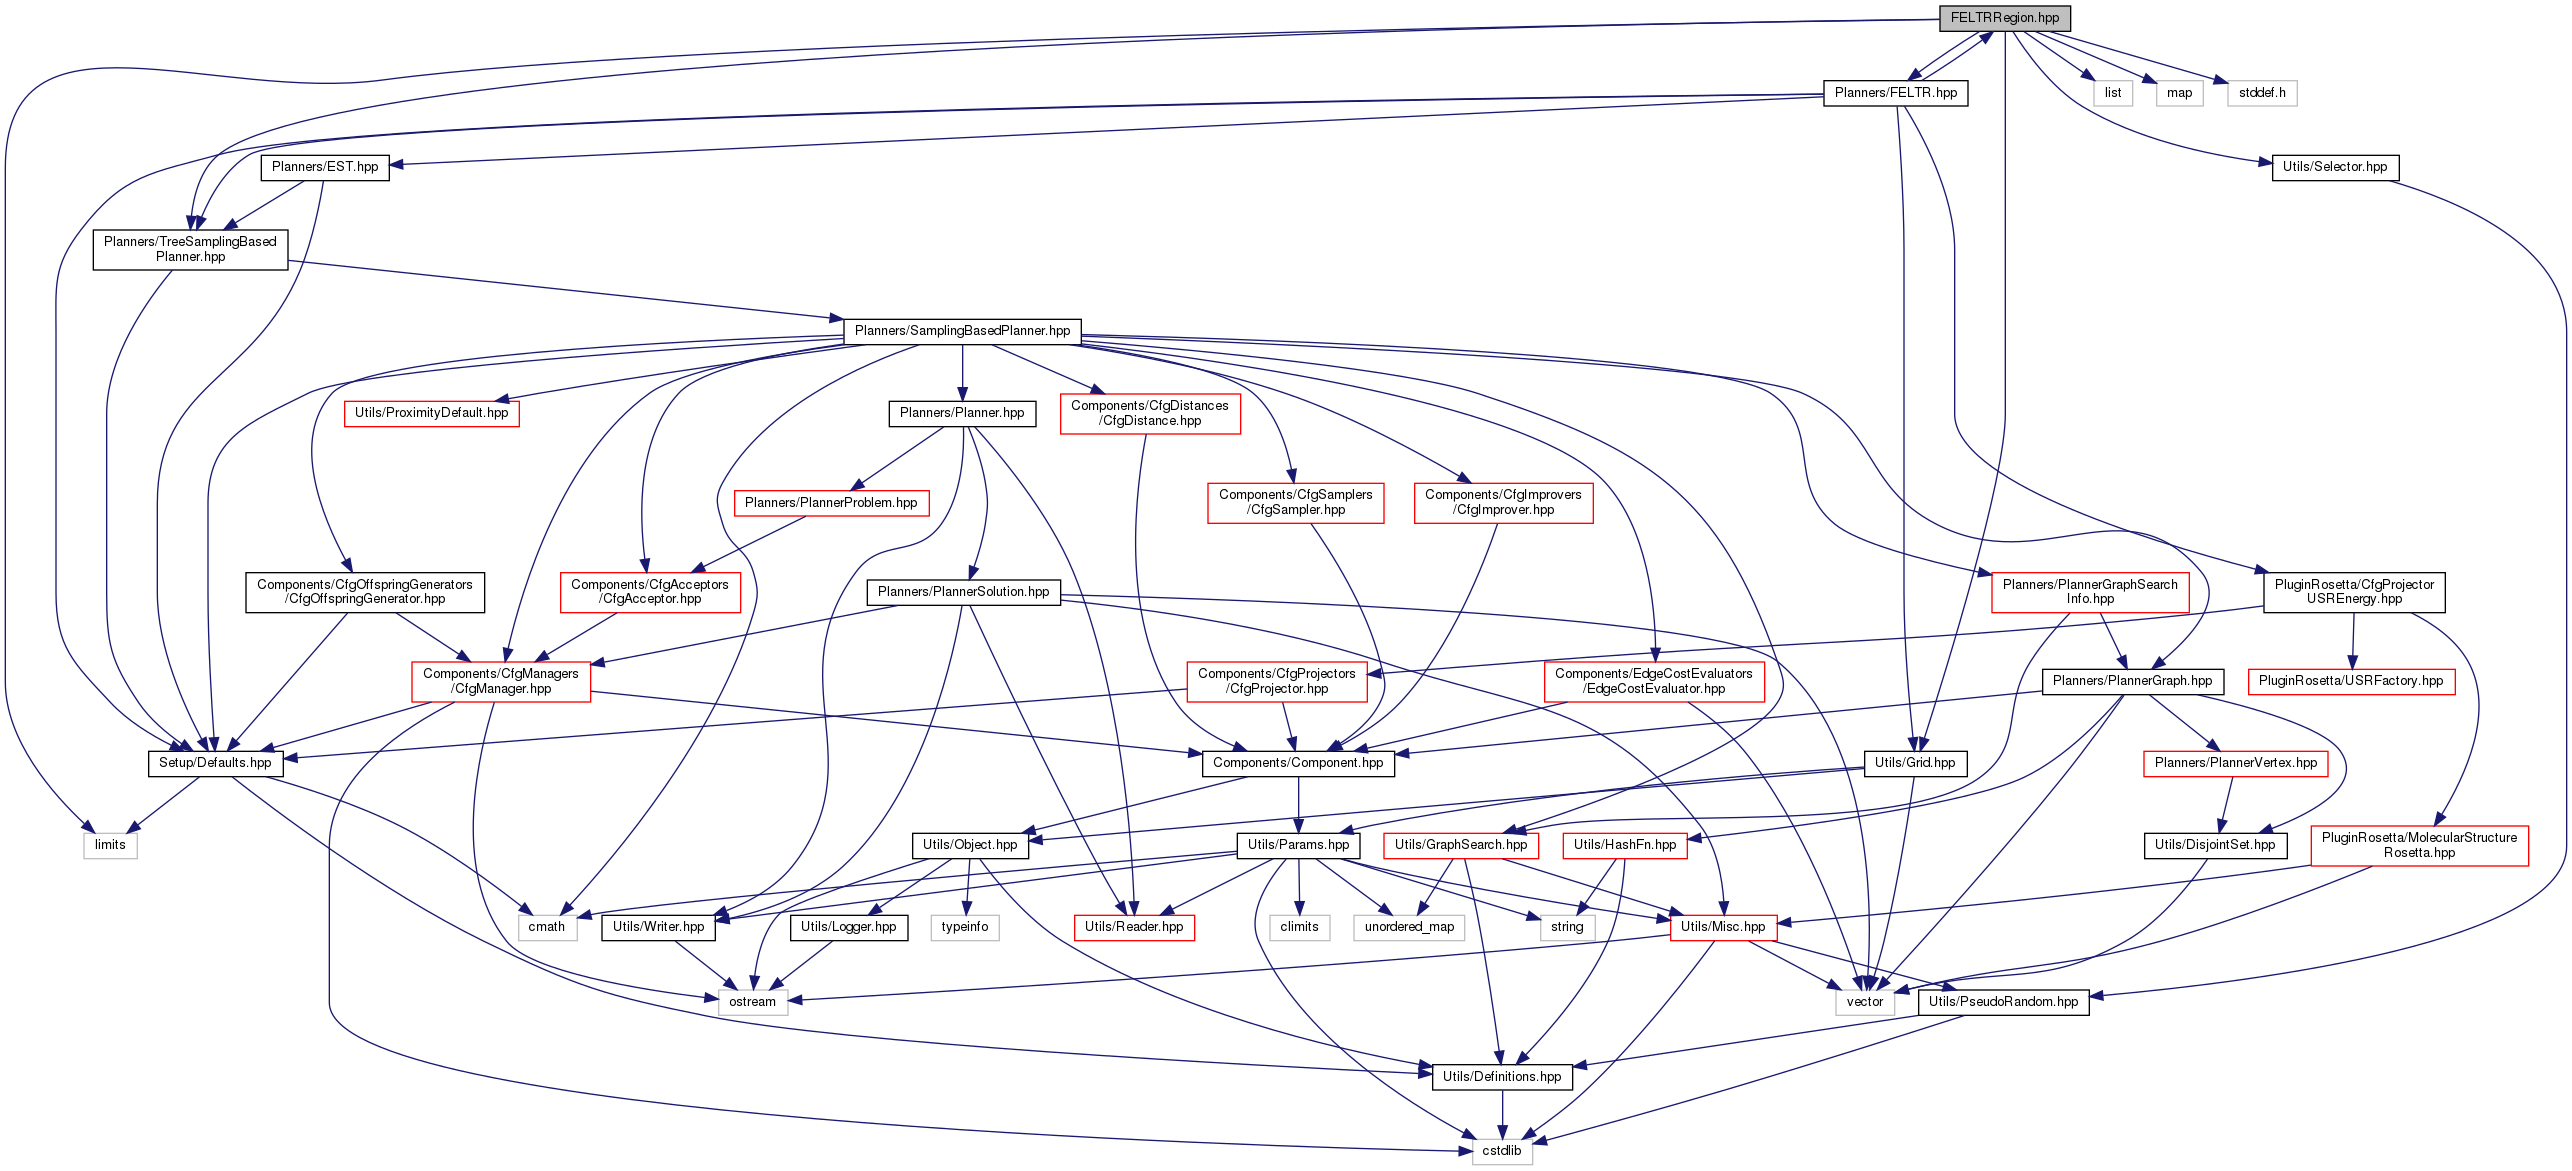 FELTRRegion.hpp
Planners/FELTR.hpp
list
map
stddef.h
Planners/EST.hpp
Utils/Selector.hpp
Planners/TreeSamplingBased
Planner.hpp
Planners/SamplingBasedPlanner.hpp
Utils/ProximityDefault.hpp
Planners/Planner.hpp
Components/CfgDistances
/CfgDistance.hpp
Planners/PlannerProblem.hpp
Components/CfgSamplers
/CfgSampler.hpp
Components/CfgImprovers
/CfgImprover.hpp
Components/CfgOffspringGenerators
/CfgOffspringGenerator.hpp
Components/CfgAcceptors
/CfgAcceptor.hpp
Planners/PlannerSolution.hpp
Planners/PlannerGraphSearch
Info.hpp
PluginRosetta/CfgProjector
USREnergy.hpp
Components/CfgManagers
/CfgManager.hpp
Components/CfgProjectors
/CfgProjector.hpp
Components/EdgeCostEvaluators
/EdgeCostEvaluator.hpp
Planners/PlannerGraph.hpp
PluginRosetta/USRFactory.hpp
Setup/Defaults.hpp
Components/Component.hpp
Utils/Grid.hpp
Planners/PlannerVertex.hpp
limits
Utils/Object.hpp
Utils/Params.hpp
Utils/GraphSearch.hpp
Utils/HashFn.hpp
Utils/DisjointSet.hpp
PluginRosetta/MolecularStructure
Rosetta.hpp
cmath
Utils/Writer.hpp
Utils/Logger.hpp
typeinfo
Utils/Reader.hpp
climits
unordered_map
string
Utils/Misc.hpp
ostream
vector
Utils/PseudoRandom.hpp
Utils/Definitions.hpp
cstdlib